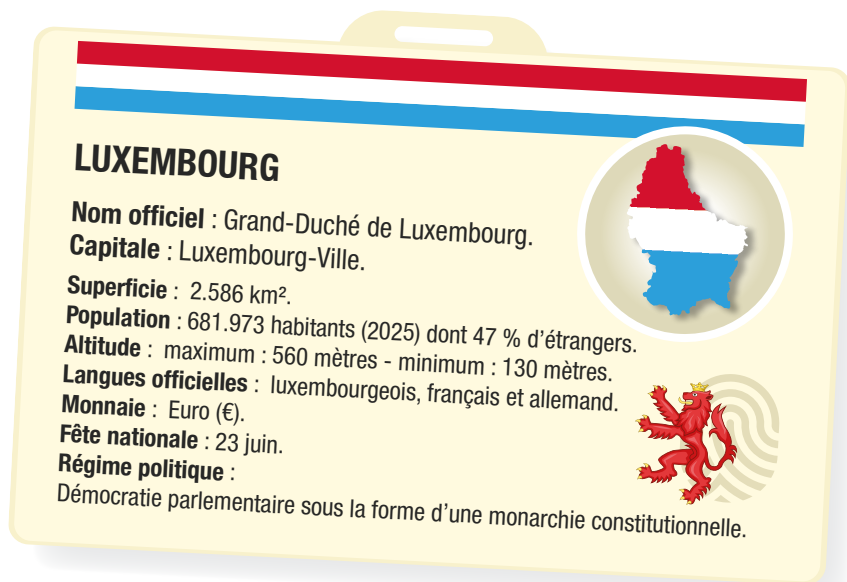 LUXEMBOURG
Nom officiel : Grand-Duché de Luxembourg.
Capitale : Luxembourg-Ville.
Superficie : 2.586 km².
Population : 681.973 habitants (2025) dont 47 % d’étrangers.
Altitude : maximum : 560 mètres - minimum : 130 mètres.
Langues officielles : luxembourgeois, français et allemand.
Monnaie : Euro (€).
Fête nationale : 23 juin.
Régime politique :
Démocratie parlementaire sous la forme d’une monarchie constitutionnelle.